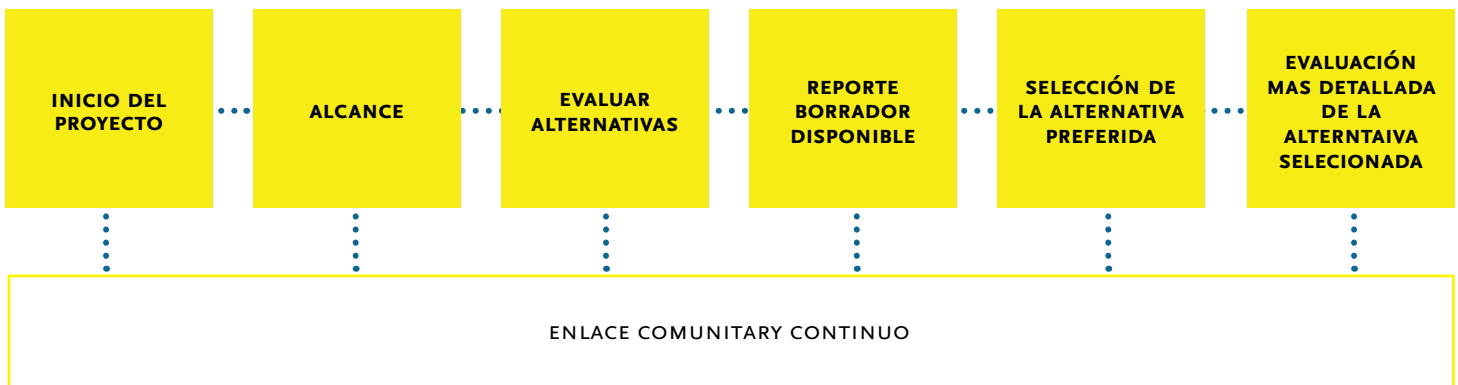 INICIO DEL
PROYECTO
ALCANCE
EVALUAR
ALTERNATIVAS
REPORTE
BORRADOR
DISPONIBLE
SELECCIÓN DE
LA ALTERNATIVA
PREFERIDA
EVALUACIÓN
MAS DETALLADA
DE LA
ALTERNTAIVA
SELECIONADA
ENLACE COMUNITARY CONTINUO